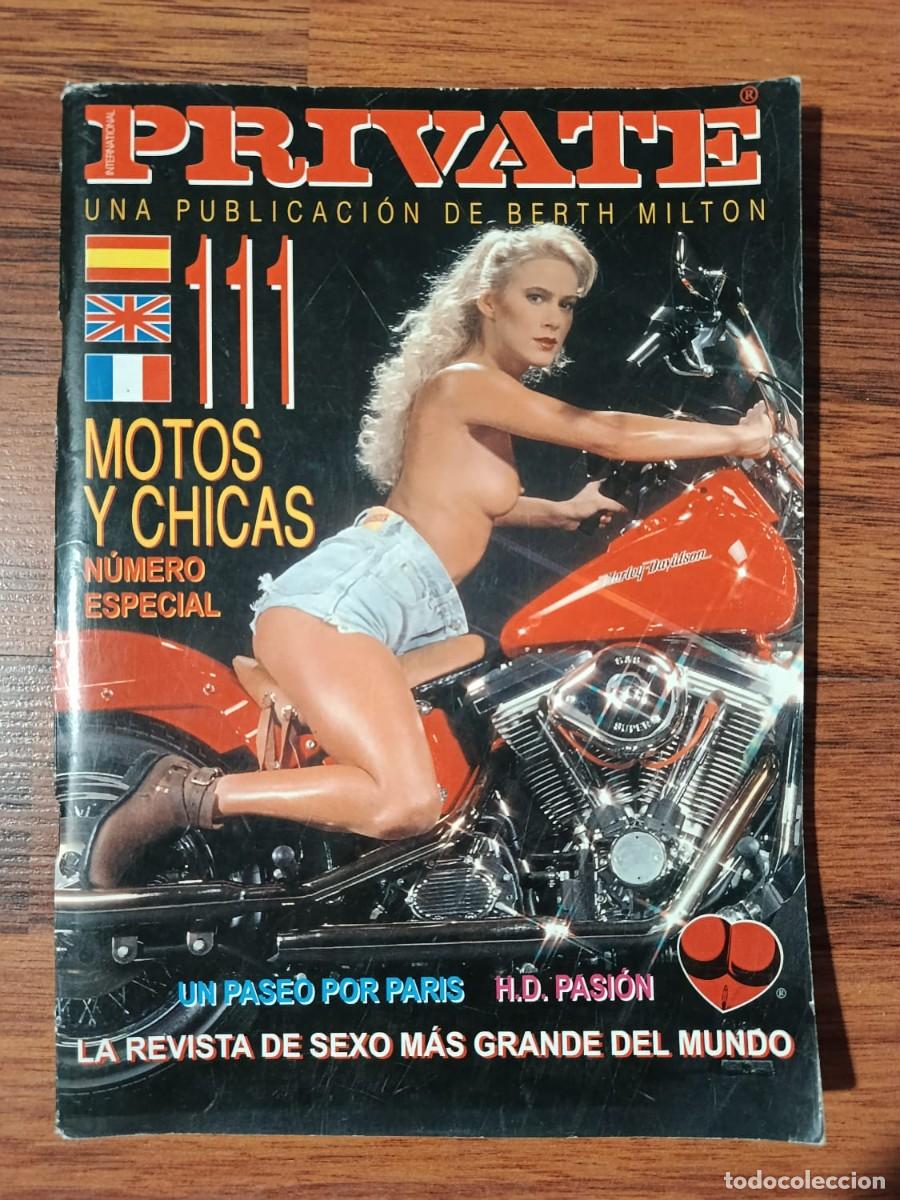 INTERNATIONAL
PRIVATE®
UNA PUBLICACIÓN DE BERTH MILTON
111
MOTOS
Y CHICAS
NÚMERO
ESPECIAL
Harley-Davidson
S&S
SUPER
UN PASEO POR PARIS H.D. PASIÓN
®
LA REVISTA DE SEXO MÁS GRANDE DEL MUNDO
todocoleccion